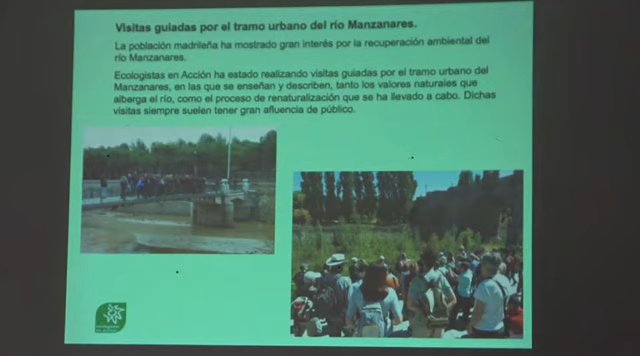 Visitas guiadas por el tramo urbano del río Manzanares.
La población madrileña ha mostrado gran interés por la recuperación ambiental del
río Manzanares.
Ecologistas en Acción ha estado realizando visitas guiadas por el tramo urbano del
Manzanares, en las que se enseñan y describen, tanto los valores naturales que
alberga el río, como el proceso de renaturalización que se ha llevado a cabo. Dichas
visitas siempre suelen tener gran afluencia de público.